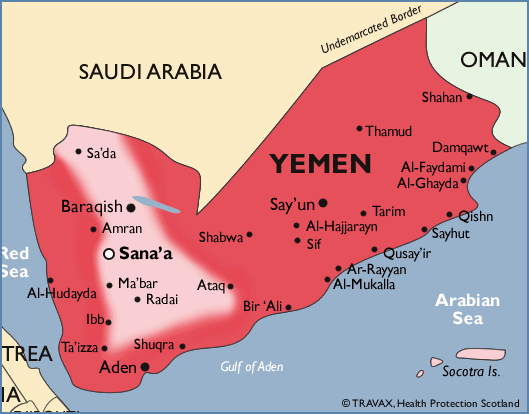 Undemarcated Border
OMAN
SAUDI ARABIA
Shahan
Thamud
Sa'da
Damqawt
YEMEN
Al-Faydami
Al-Ghayda
Baraqish
Say'un
Tarim
Qishn
Amran
Al-Hajjarayn
Shabwa
Sayhut
Sif
Sana'a
Red
Sea
Qusay'ir
Ar-Rayyan
Ma'bar
Ataq
Al-Mukalla
Al-Hudayda
Radai
Bir 'Ali
Arabian
Sea
Ibb
Ta'izza
Shuqra
TREA
Aden
Gulf of Aden
Socotra Is.
IA
© TRAVAX, Health Protection Scotland